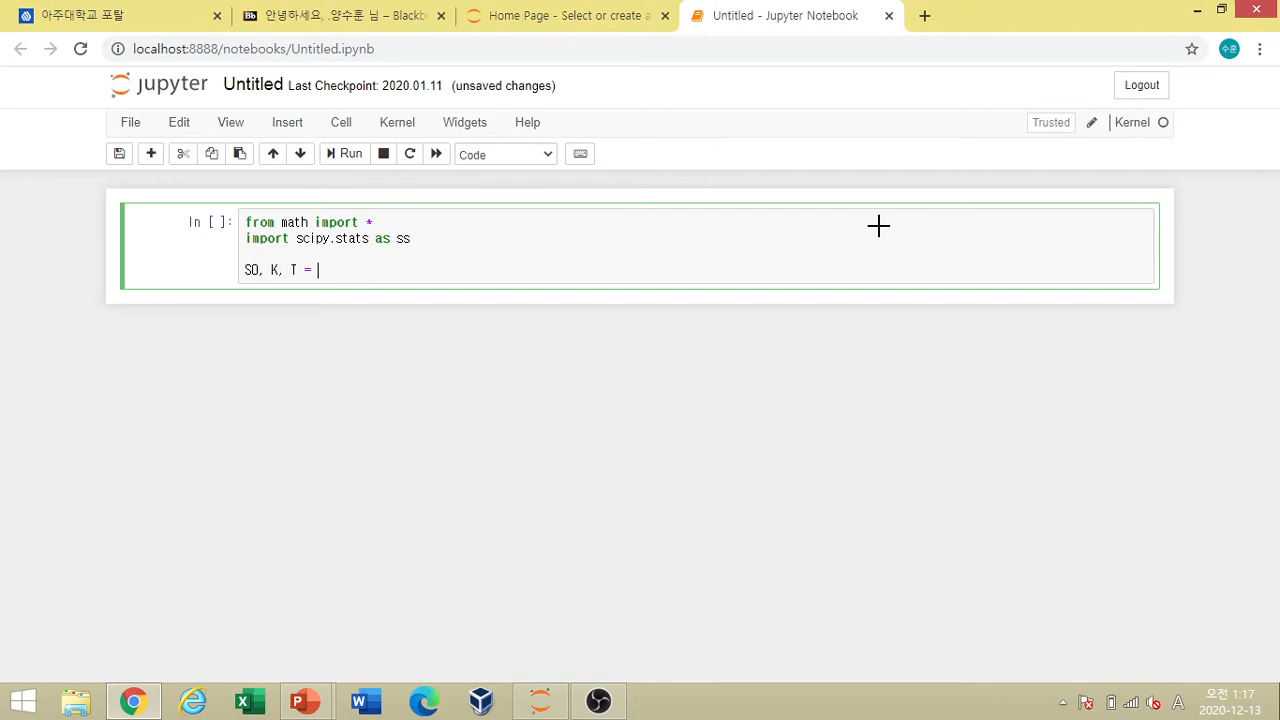 아주대학교 포탈
Bb 안녕하세요, .양수훈 님 – Blackb
Home Page - Select or create a
Untitled - Jupyter Notebook
localhost:8888/notebooks/Untitled.ipynb
수훈
jupyter Untitled Last Checkpoint: 2020.01.11 (unsaved changes)
Logout
File Edit View Insert Cell Kernel Widgets Help
Trusted Kernel
Run Code
In [ ]: from math import *
import scipy.stats as ss
S0, K, T =
A
오전 1:17
2020-12-13